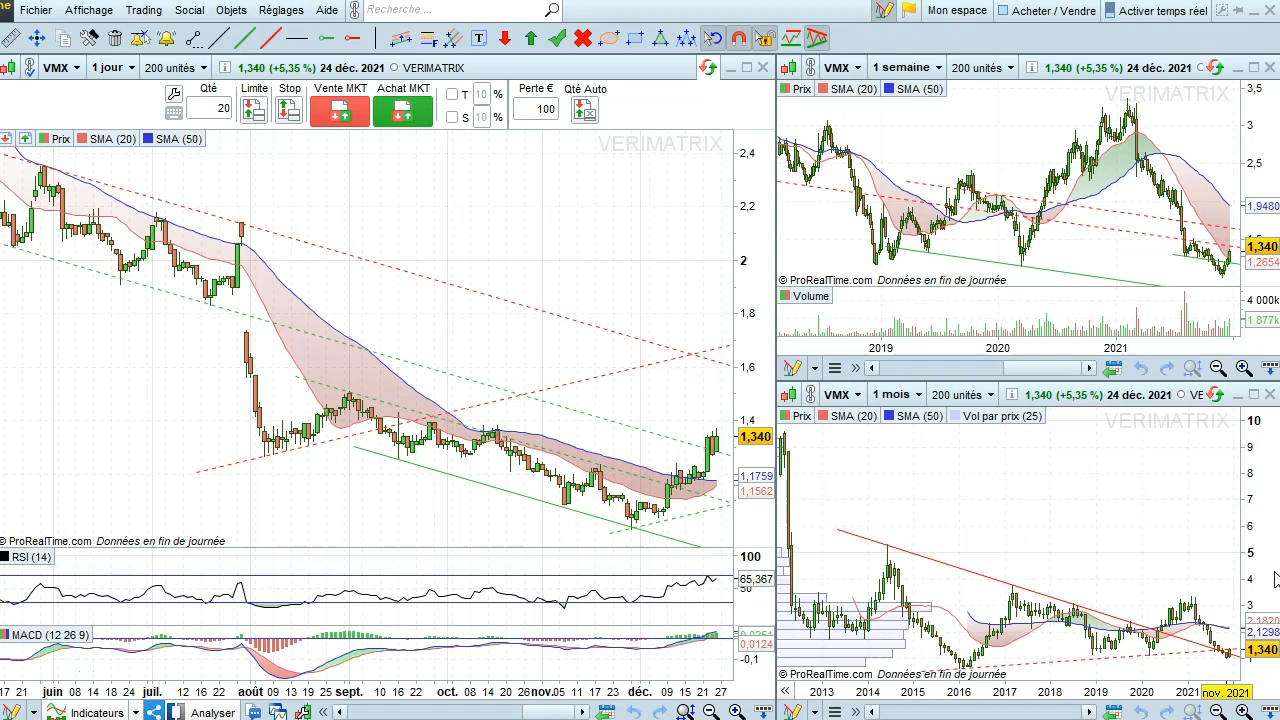 ne Fichier Affichage Trading Social Objets Réglages Aide Recherche ... Mon espace Acheter / Vendre Activer temps réel
VMX 1 jour 200 unités 1,340 (+5,35 %) 24 déc. 2021 VERIMATRIX
Qté Limite Stop Vente MKT Achat MKT Perte € Qté Auto
20 T 10 % 100
S 10 %
Prix SMA (20) SMA (50) VERIMATRIX
2,4
2,2
2
1,8
1,6
1,4
1,340
1,1759
1,1562
© ProRealTime.com Données en fin de journée
RSI (14) 100
65,367
MACD (12 26 9)
0,0124
-0,1
17 21 juin 08 14 18 24 juil. 12 16 22 août 09 13 19 25 sept. 10 16 22 oct. 08 14 20 nov. 05 11 17 23 déc. 09 15 21 27
Indicateurs Analyser
VMX 1 semaine 200 unités 1,340 (+5,35 %) 24 déc. 2021
Prix SMA (20) SMA (50) VERIMATRIX
3,5
3
2,5
1,9480
1,340
1,2654
© ProRealTime.com Données en fin de journée
Volume
4 000k
1 877k
2019 2020 2021
VMX 1 mois 200 unités 1,340 (+5,35 %) 24 déc. 2021 VE
Prix SMA (20) SMA (50) Vol par prix (25) VERIMATRIX
10
9
8
7
6
5
4
3
2,1820
2,1298
1,340
© ProRealTime.com Données en fin de journée
2013 2014 2015 2016 2017 2018 2019 2020 2021 nov. 2021